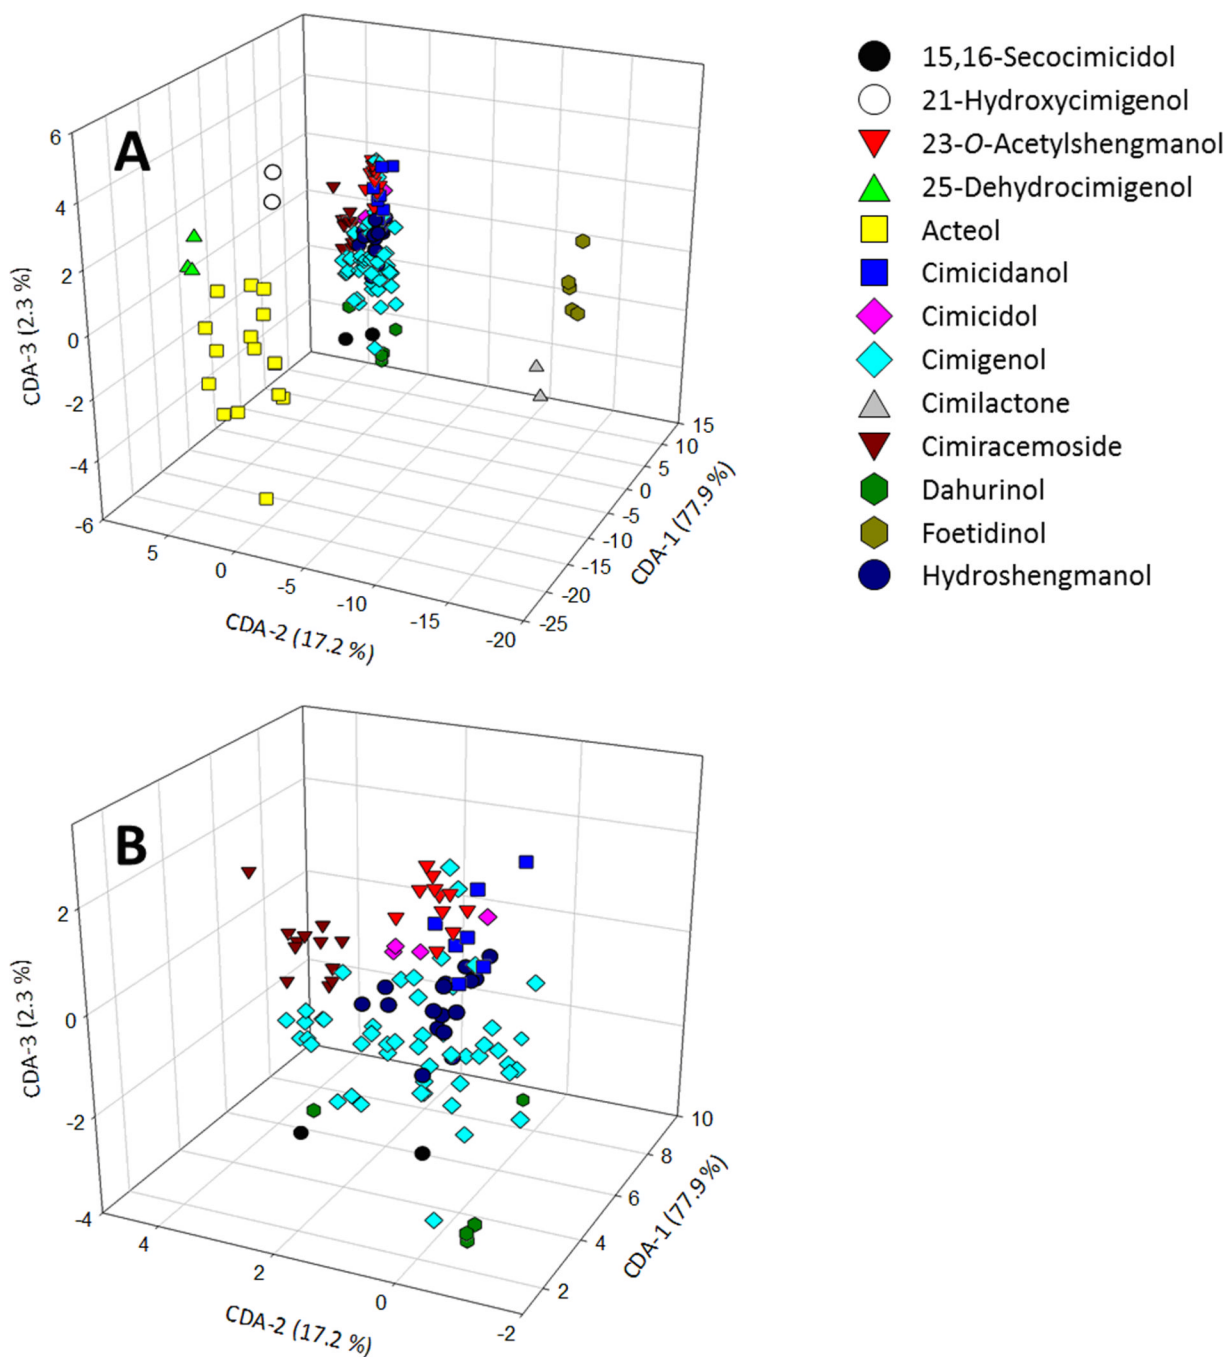 A
6
4
2
0
-2
-4
-6
CDA-3 (2.3 %)
5
0
-5
-10
-15
-20
CDA-2 (17.2 %)
15
10
5
0
-5
-10
-15
-20
-25
CDA-1 (77.9 %)
15,16-Secocimicidol
21-Hydroxycimigenol
23-O-Acetylshengmanol
25-Dehydrocimigenol
Acteol
Cimicidanol
Cimicidol
Cimigenol
Cimilactone
Cimiracemoside
Dahurinol
Foetidinol
Hydroshengmanol
B
2
0
-2
-4
CDA-3 (2.3 %)
4
2
0
-2
CDA-2 (17.2 %)
10
8
6
4
2
CDA-1 (77.9 %)